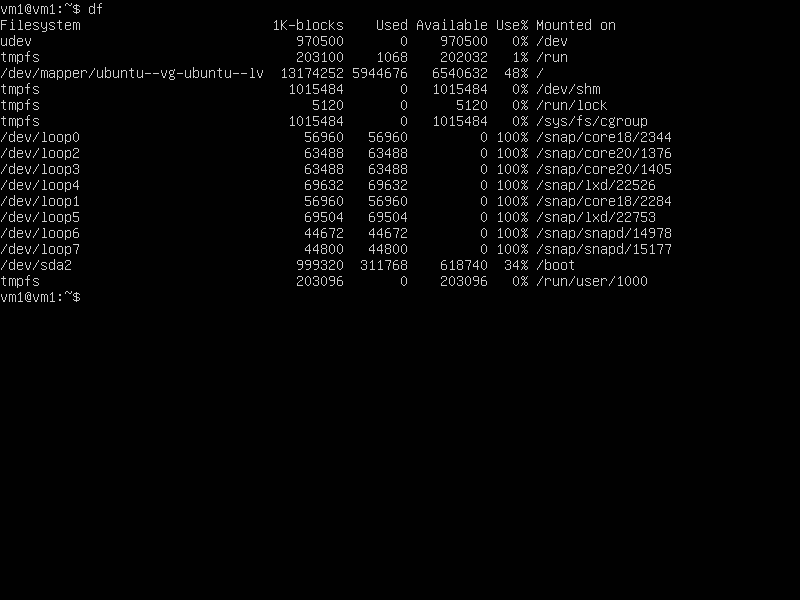 vm1@vm1:~$ df
Filesystem                        1K-blocks    Used Available Use% Mounted on
udev                                 970500       0    970500   0% /dev
tmpfs                                203100    1068    202032   1% /run
/dev/mapper/ubuntu--vg-ubuntu--lv  13174252 5944676   6540632  48% /
tmpfs                               1015484       0   1015484   0% /dev/shm
tmpfs                                  5120       0      5120   0% /run/lock
tmpfs                               1015484       0   1015484   0% /sys/fs/cgroup
/dev/loop0                            56960   56960         0 100% /snap/core18/2344
/dev/loop2                            63488   63488         0 100% /snap/core20/1376
/dev/loop3                            63488   63488         0 100% /snap/core20/1405
/dev/loop4                            69632   69632         0 100% /snap/lxd/22526
/dev/loop1                            56960   56960         0 100% /snap/core18/2284
/dev/loop5                            69504   69504         0 100% /snap/lxd/22753
/dev/loop6                            44672   44672         0 100% /snap/snapd/14978
/dev/loop7                            44800   44800         0 100% /snap/snapd/15177
/dev/sda2                            999320  311768    618740  34% /boot
tmpfs                                203096       0    203096   0% /run/user/1000
vm1@vm1:~$